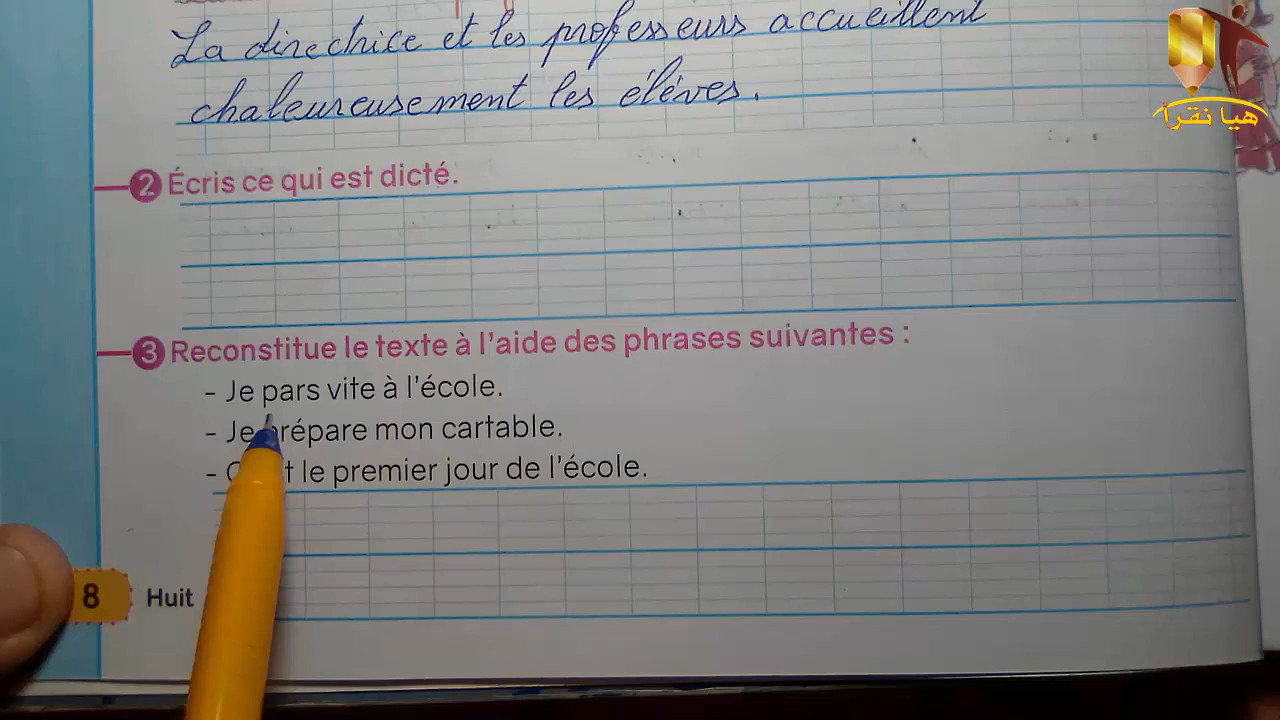 La directrice et les professeurs accueillent
chaleureusement les élèves.
2 Écris ce qui est dicté.
3 Reconstitue le texte à l'aide des phrases suivantes :
- Je pars vite à l'école.
- Je prépare mon cartable.
- C'est le premier jour de l'école.
8 Huit
هيا نقرأ